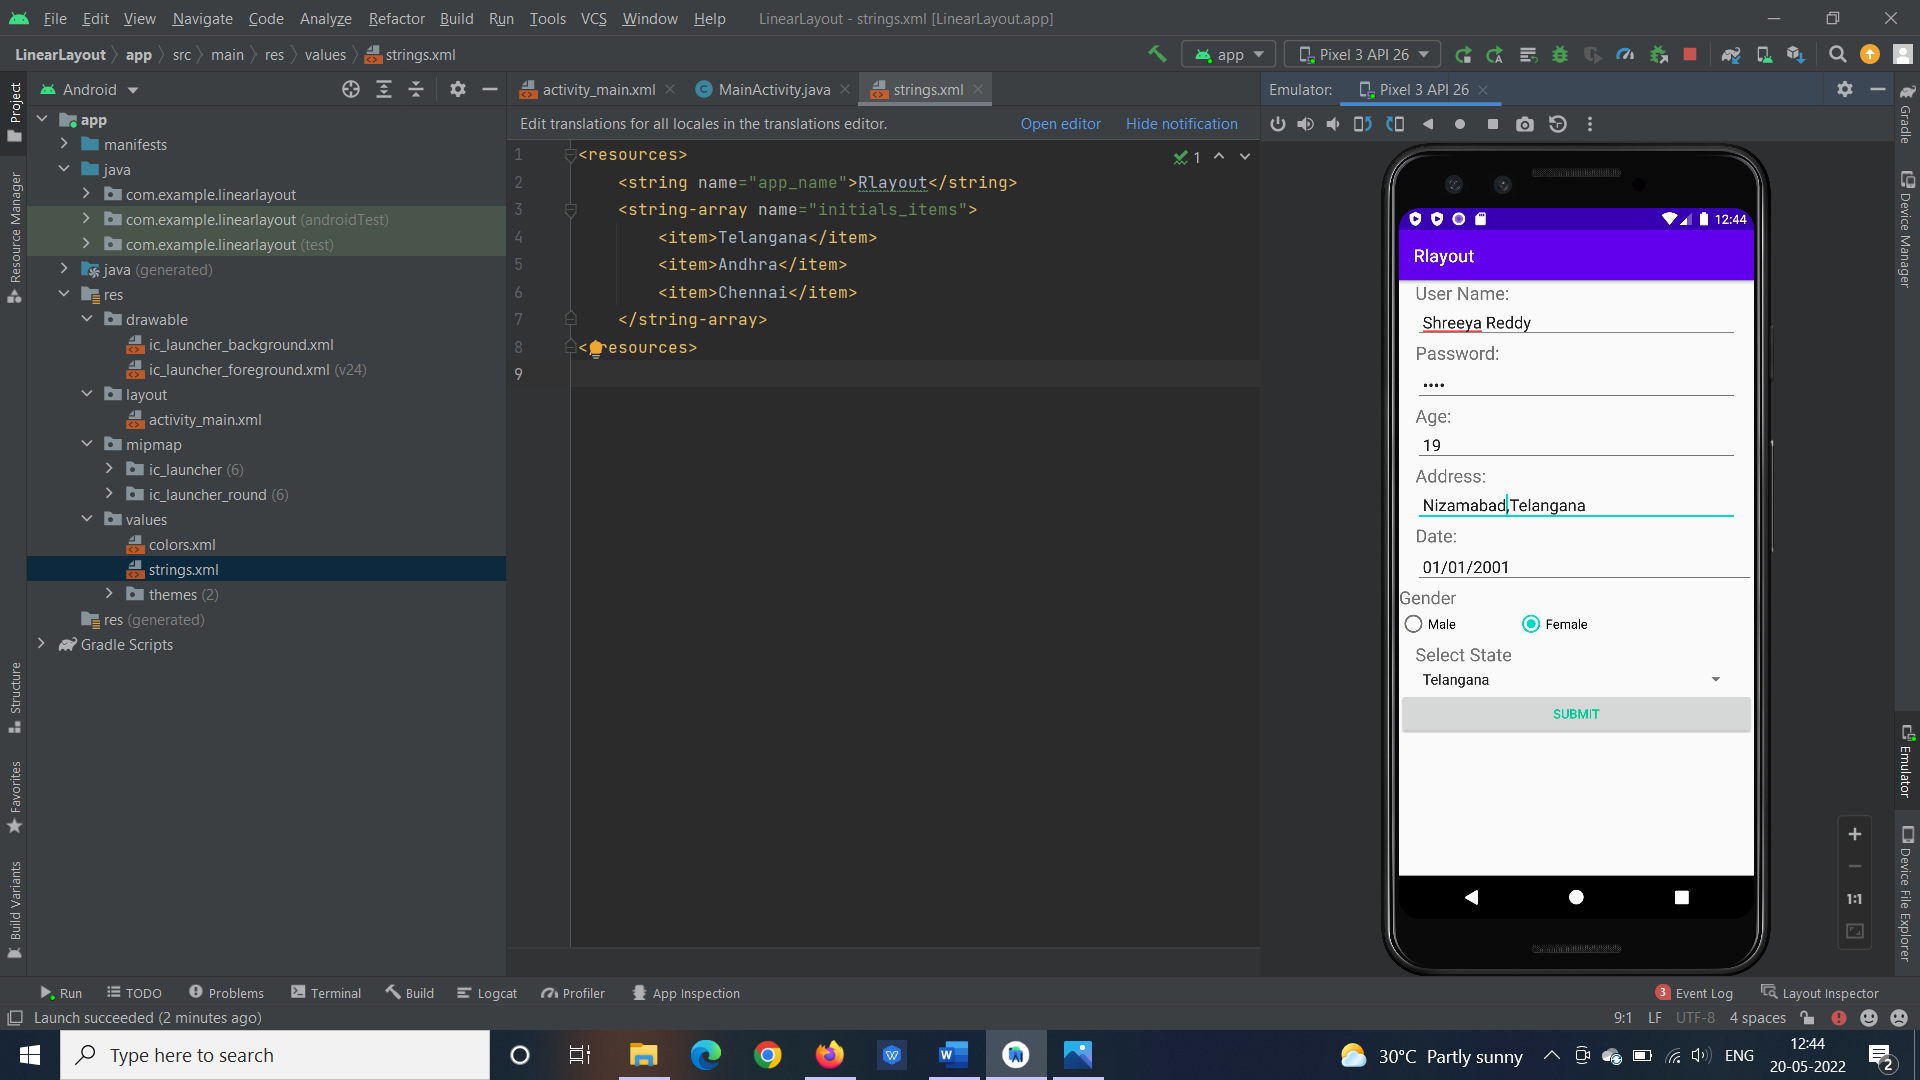 File Edit View Navigate Code Analyze Refactor Build Run Tools VCS Window Help LinearLayout - strings.xml [LinearLayout.app]
LinearLayout app src main res values strings.xml app Pixel 3 API 26
Project
Resource Manager
Structure
Favorites
Build Variants
Android
app
manifests
java
com.example.linearlayout
com.example.linearlayout (androidTest)
com.example.linearlayout (test)
java (generated)
res
drawable
ic_launcher_background.xml
ic_launcher_foreground.xml (v24)
layout
activity_main.xml
mipmap
ic_launcher (6)
ic_launcher_round (6)
values
colors.xml
strings.xml
themes (2)
res (generated)
Gradle Scripts
activity_main.xml MainActivity.java strings.xml
Edit translations for all locales in the translations editor. Open editor Hide notification
1 <resources> 1
2 <string name="app_name">Rlayout</string>
3 <string-array name="initials_items">
4 <item>Telangana</item>
5 <item>Andhra</item>
6 <item>Chennai</item>
7 </string-array>
8 < resources>
9
Emulator: Pixel 3 API 26
12:44
Rlayout
User Name:
Shreeya Reddy
Password:
••••
Age:
19
Address:
Nizamabad,Telangana
Date:
01/01/2001
Gender
Male Female
Select State
Telangana
SUBMIT
1:1
Gradle
Device Manager
Emulator
Device File Explorer
Run TODO Problems Terminal Build Logcat Profiler App Inspection 3 Event Log Layout Inspector
Launch succeeded (2 minutes ago) 9:1 LF UTF-8 4 spaces
Type here to search 30°C Partly sunny ENG 12:44
20-05-2022 2